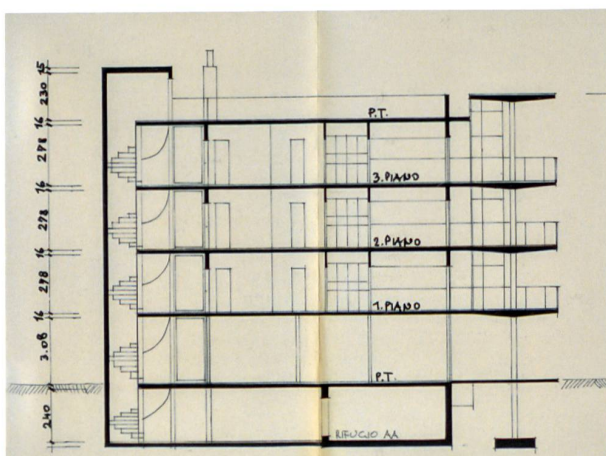 15
230
16
P.T.
298
3. PIANO
16
298
2. PIANO
16
298
1. PIANO
16
3.08
P.T.
240
RIFUGIO AA